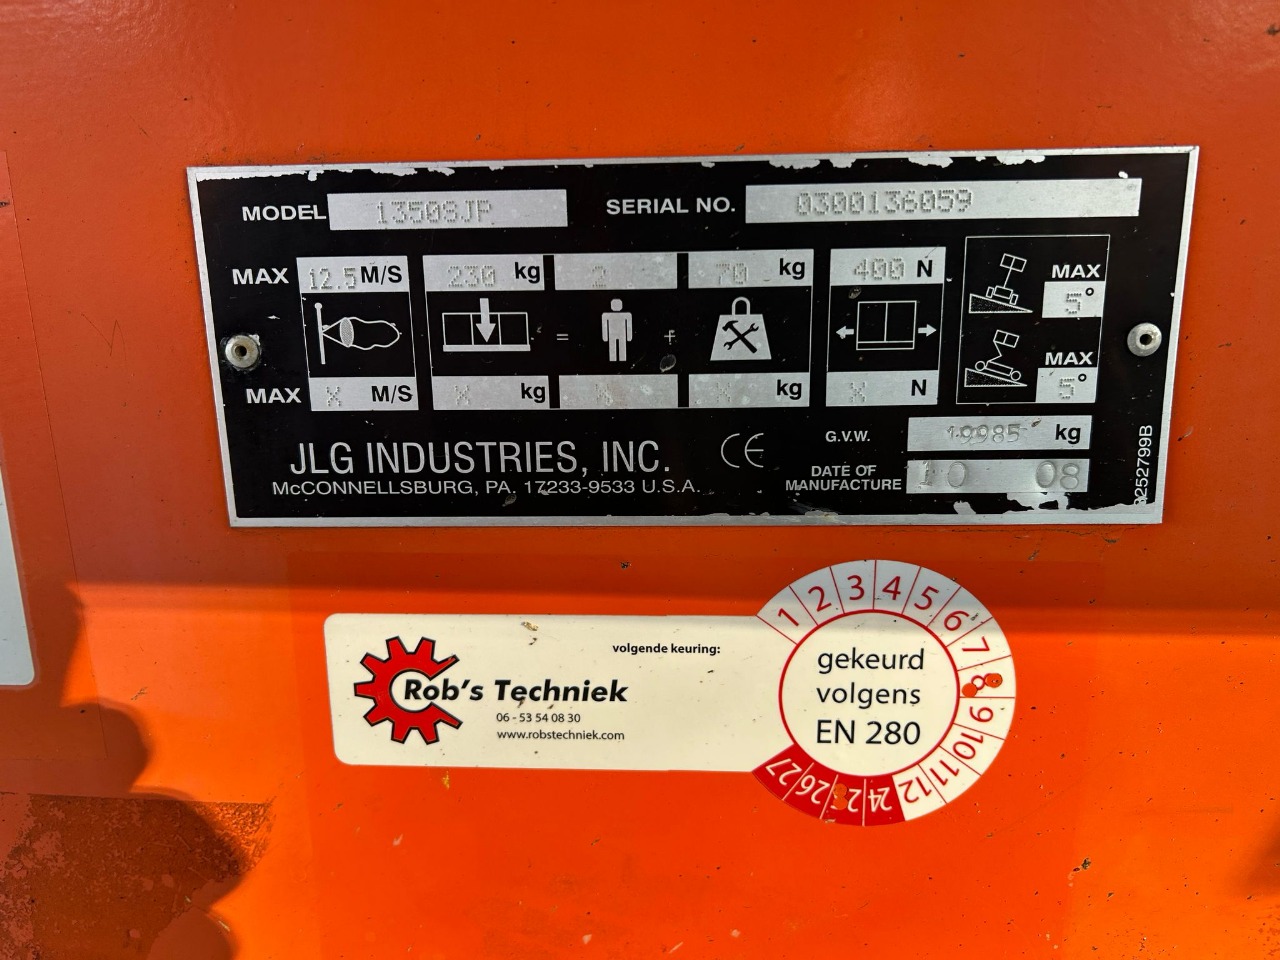 MODEL 1350SJP SERIAL NO. 0300136059
MAX 12.5 M/S 230 kg 2 70 kg 400 N MAX 5°
= +
MAX 5°
MAX X M/S X kg X X kg X N
G.V.W. 19985 kg
JLG INDUSTRIES, INC. CE
McCONNELLSBURG, PA. 17233-9533 U.S.A.
DATE OF MANUFACTURE 10 08
3252799B
volgende keuring:
Rob's Techniek
06 - 53 54 08 30
www.robstechniek.com
1 2 3 4 5 6 7 8 9 10 11 12 24 25 26 27
gekeurd
volgens
EN 280